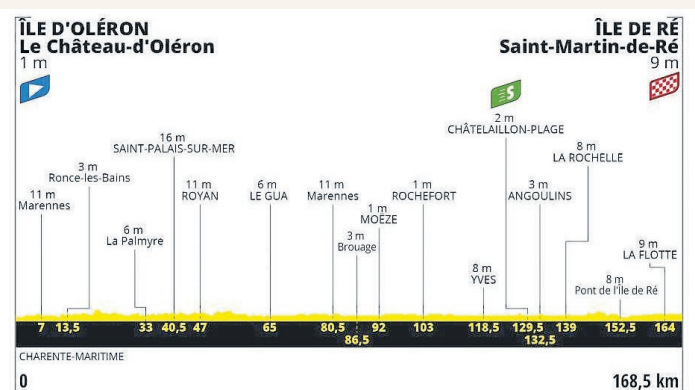 ÎLE D'OLÉRON
Le Château-d'Oléron
1 m
ÎLE DE RÉ
Saint-Martin-de-Ré
9 m
S
11 m
Marennes
3 m
Ronce-les-Bains
6 m
La Palmyre
16 m
SAINT-PALAIS-SUR-MER
11 m
ROYAN
6 m
LE GUA
11 m
Marennes
3 m
Brouage
1 m
MOËZE
1 m
ROCHEFORT
8 m
YVES
2 m
CHÂTELAILLON-PLAGE
3 m
ANGOULINS
8 m
LA ROCHELLE
8 m
Pont de l'Île de Ré
9 m
LA FLOTTE
7 13,5 33 40,5 47 65 80,5 92 103 118,5 129,5 139 152,5 164
86,5 132,5
CHARENTE-MARITIME
0 168,5 km